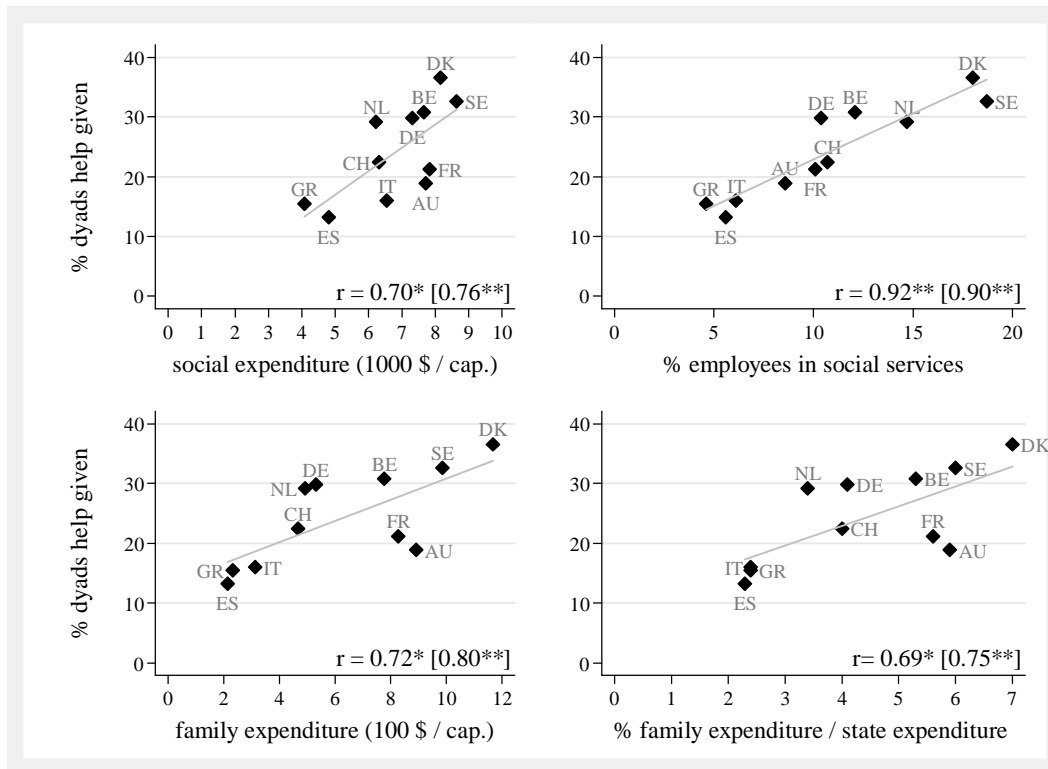 % dyads help given
40
30
20
10
0
DK
SE
BE
NL
DE
CH
FR
IT
AU
GR
ES
r = 0.70* [0.76**]
0 1 2 3 4 5 6 7 8 9 10
social expenditure (1000 $ / cap.)
40
30
20
10
0
DK
SE
DE BE
NL
CH
AU
FR
GR IT
ES
r = 0.92** [0.90**]
0 5 10 15 20
% employees in social services
% dyads help given
40
30
20
10
0
DK
SE
BE
DE
NL
CH
FR
AU
GR IT
ES
r = 0.72* [0.80**]
0 2 4 6 8 10 12
family expenditure (100 $ / cap.)
40
30
20
10
0
DK
SE
BE
NL
DE
CH
FR
AU
IT GR
ES
r= 0.69* [0.75**]
0 1 2 3 4 5 6 7
% family expenditure / state expenditure